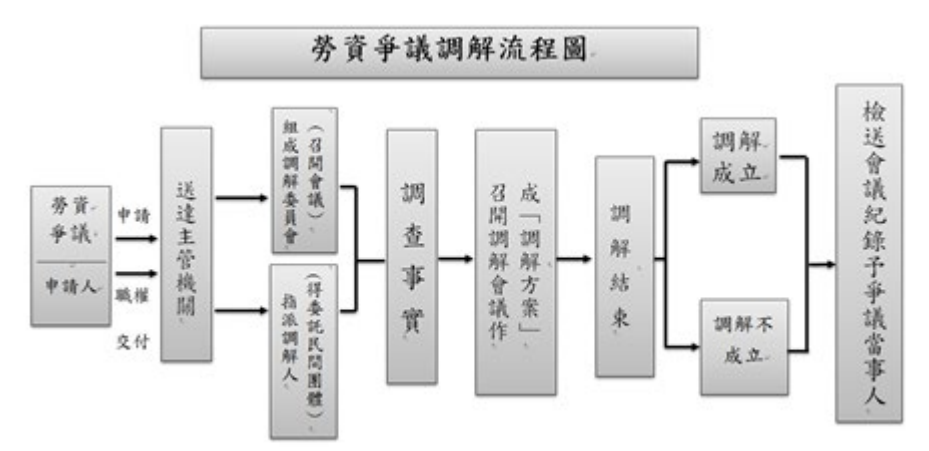 勞資爭議調解流程圖
勞資
爭議
申請人
申請
職權
交付
送達主管機關
組成調解委員會
（召開會議）
指派調解人
（得委託民間團體）
調查事實
召開調解會議作
成「調解方案」
調解結束
調解
成立
調解不
成立
檢送會議紀錄予爭議當事人